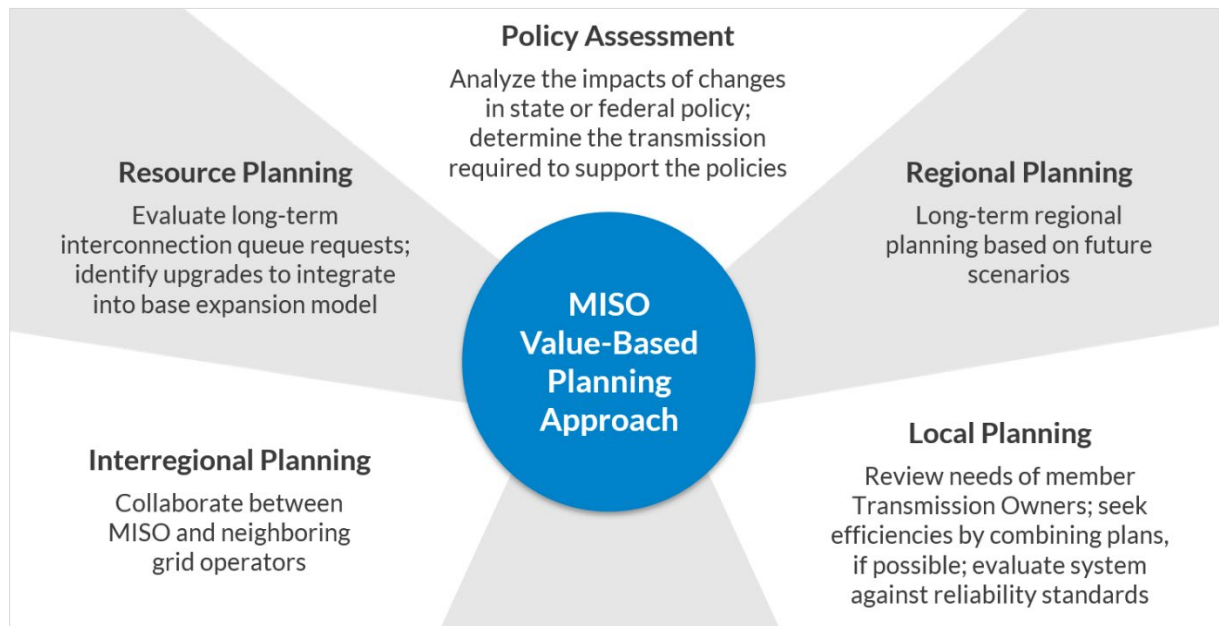 Policy Assessment
Analyze the impacts of changes
in state or federal policy;
determine the transmission
required to support the policies
Resource Planning
Evaluate long-term
interconnection queue requests;
identify upgrades to integrate
into base expansion model
Regional Planning
Long-term regional
planning based on future
scenarios
MISO
Value-Based
Planning
Approach
Interregional Planning
Collaborate between
MISO and neighboring
grid operators
Local Planning
Review needs of member
Transmission Owners; seek
efficiencies by combining plans,
if possible; evaluate system
against reliability standards